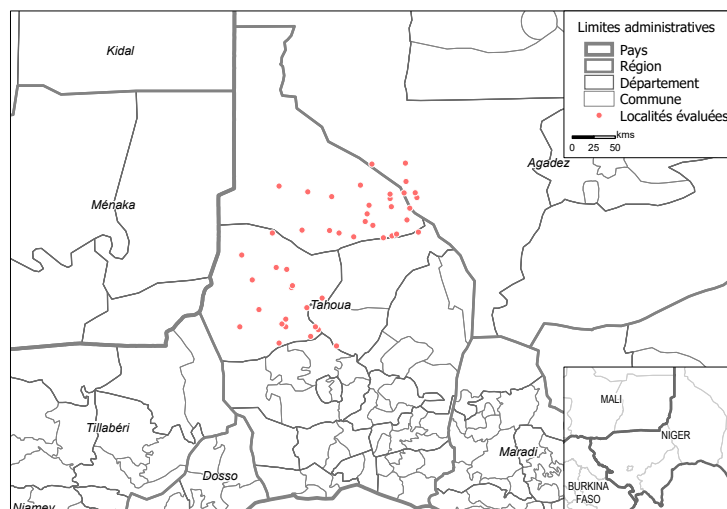 Kidal
Limites administratives
Pays
Région
Département
Commune
Localités évaluées
kms
0 25 50
Agadez
Ménaka
Tahoua
Tillabéri
Dosso
Maradi
Niamey
MALI
NIGER
BURKINA
FASO